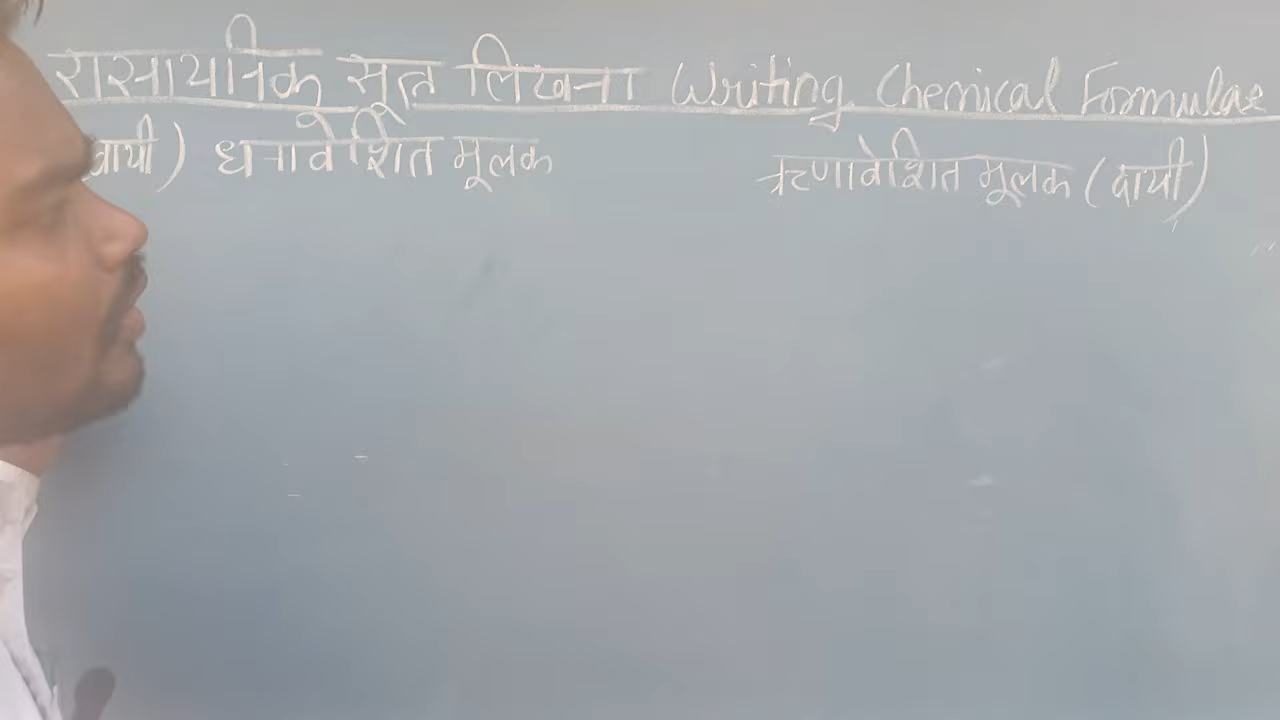 रासायनिक सूत्र लिखना Writing Chemical Formulae
धनावेशित मूलक ऋणावेशित मूलक (दायी)